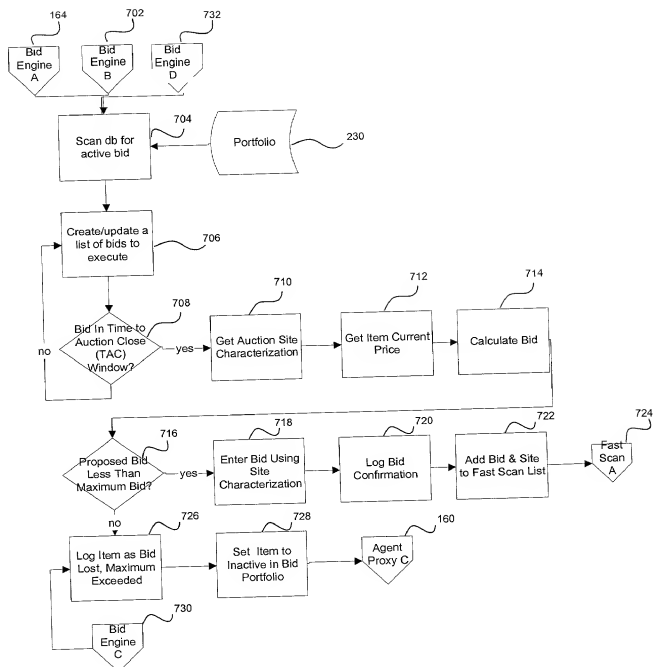 164
702
732
Bid
Engine
A
Bid
Engine
B
Bid
Engine
D
704
Scan db for
active bid
Portfolio
230
Create/update a
list of bids to
execute
706
708
Bid In Time to
Auction Close
(TAC)
Window?
no
yes
710
Get Auction Site
Characterization
712
Get Item Current
Price
714
Calculate Bid
716
Proposed Bid
Less Than
Maximum Bid?
yes
no
718
Enter Bid Using
Site
Characterization
720
Log Bid
Confirmation
722
Add Bid & Site
to Fast Scan List
724
Fast
Scan
A
726
Log Item as Bid
Lost, Maximum
Exceeded
728
Set Item to
Inactive in Bid
Portfolio
160
Agent
Proxy C
730
Bid
Engine
C